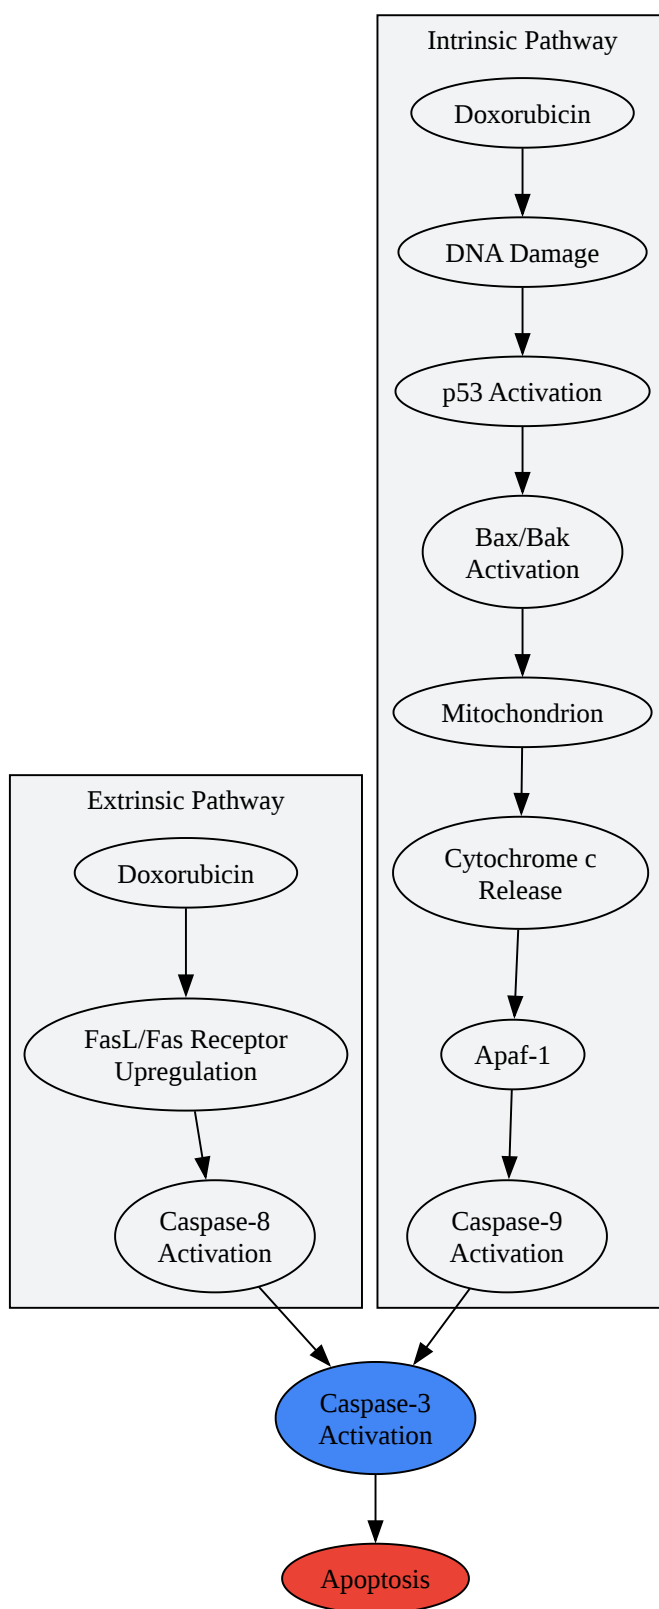 Intrinsic Pathway
Doxorubicin
DNA Damage
p53 Activation
Bax/Bak
Activation
Mitochondrion
Cytochrome c
Release
Apaf-1
Caspase-9
Activation
Extrinsic Pathway
Doxorubicin
FasL/Fas Receptor
Upregulation
Caspase-8
Activation
Caspase-3
Activation
Apoptosis